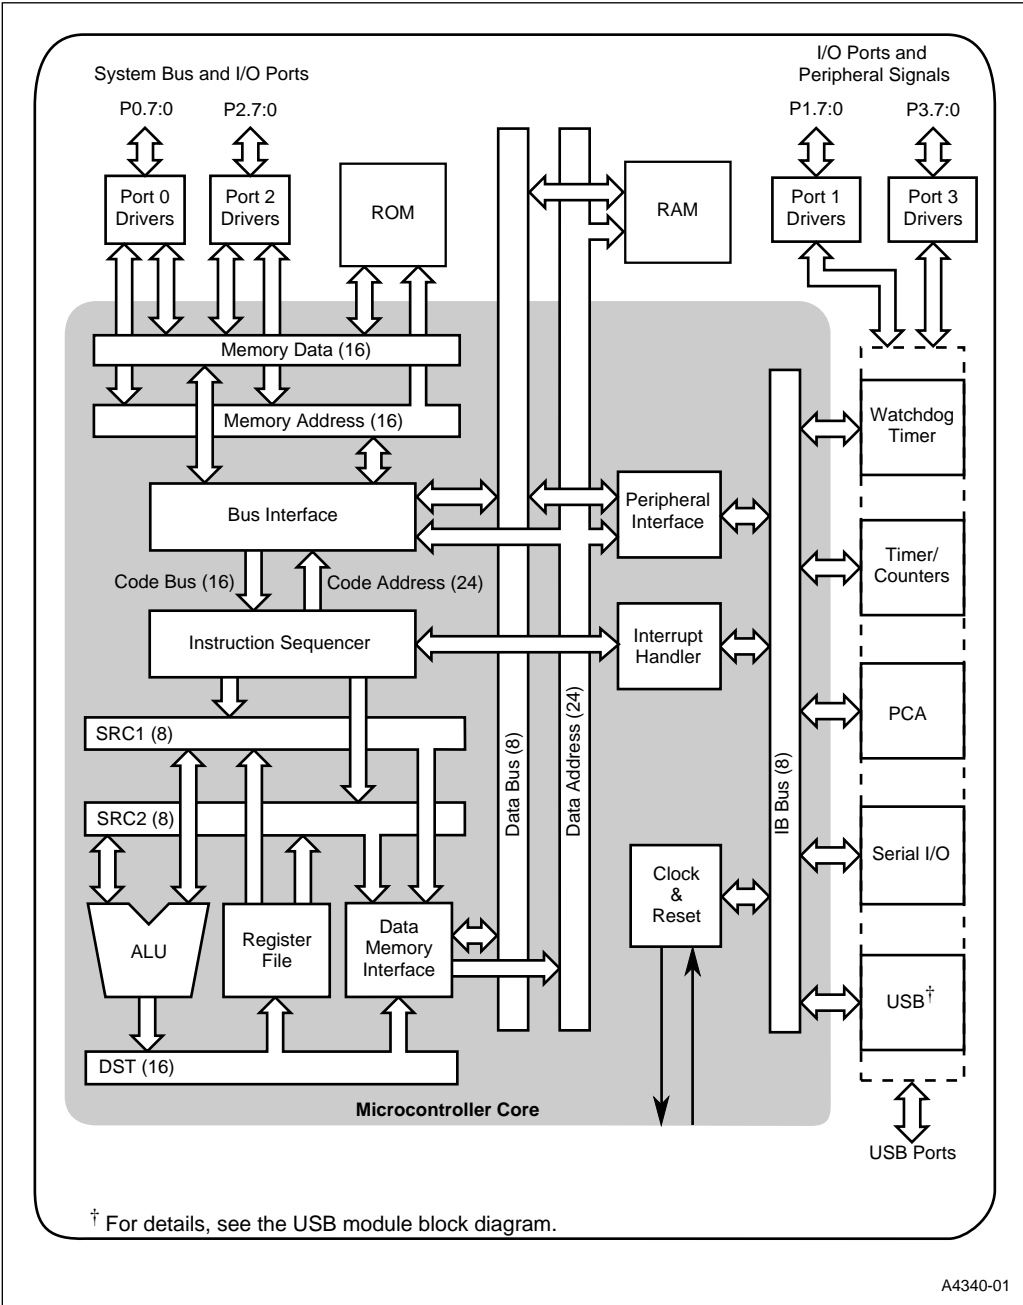 System Bus and I/O Ports
I/O Ports and
Peripheral Signals
P0.7:0
P2.7:0
P1.7:0
P3.7:0
Port 0
Drivers
Port 2
Drivers
ROM
RAM
Port 1
Drivers
Port 3
Drivers
Memory Data (16)
Memory Address (16)
Watchdog
Timer
Bus Interface
Peripheral
Interface
Code Bus (16)
Code Address (24)
Timer/
Counters
Instruction Sequencer
Interrupt
Handler
SRC1 (8)
Data Bus (8)
Data Address (24)
IB Bus (8)
PCA
SRC2 (8)
Serial I/O
Clock
&
Reset
ALU
Register
File
Data
Memory
Interface
USB†
DST (16)
Microcontroller Core
USB Ports
† For details, see the USB module block diagram.
A4340-01